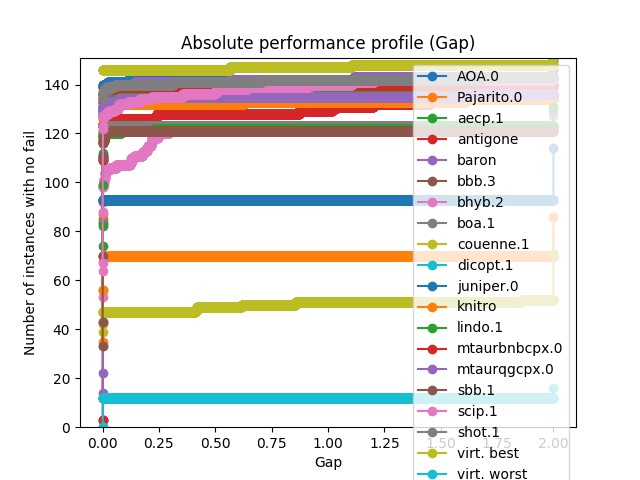 Absolute performance profile (Gap)
Number of instances with no fail
140
120
100
80
60
40
20
0
0.00 0.25 0.50 0.75 1.00 1.25 1.50 1.75 2.00
Gap
AOA.0
Pajarito.0
aecp.1
antigone
baron
bbb.3
bhyb.2
boa.1
couenne.1
dicopt.1
juniper.0
knitro
lindo.1
mtaurbnbcpx.0
mtaurqgcpx.0
sbb.1
scip.1
shot.1
virt. best
virt. worst